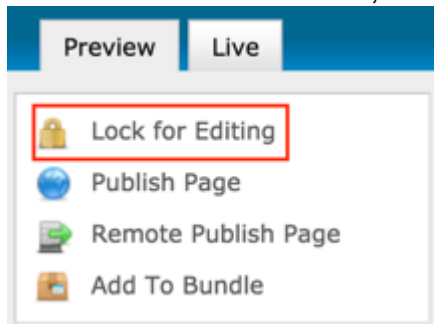 Preview Live
Lock for Editing
Publish Page
Remote Publish Page
Add To Bundle